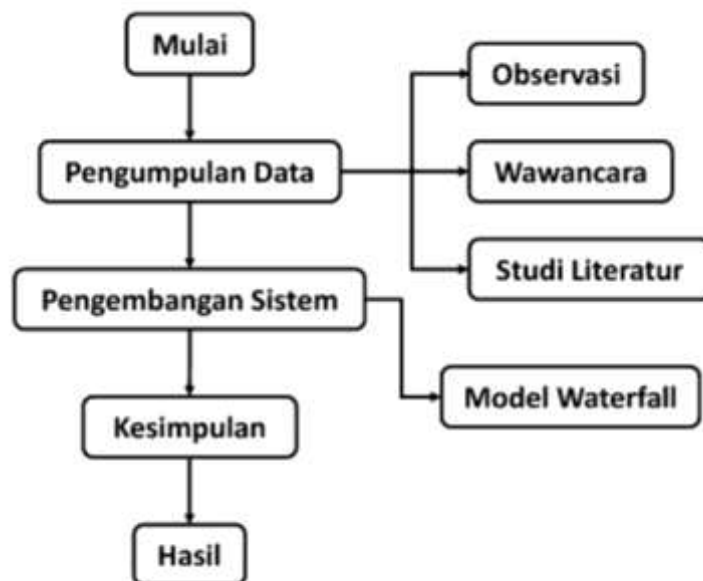 Mulai
Observasi
Pengumpulan Data
Wawancara
Studi Literatur
Pengembangan Sistem
Model Waterfall
Kesimpulan
Hasil